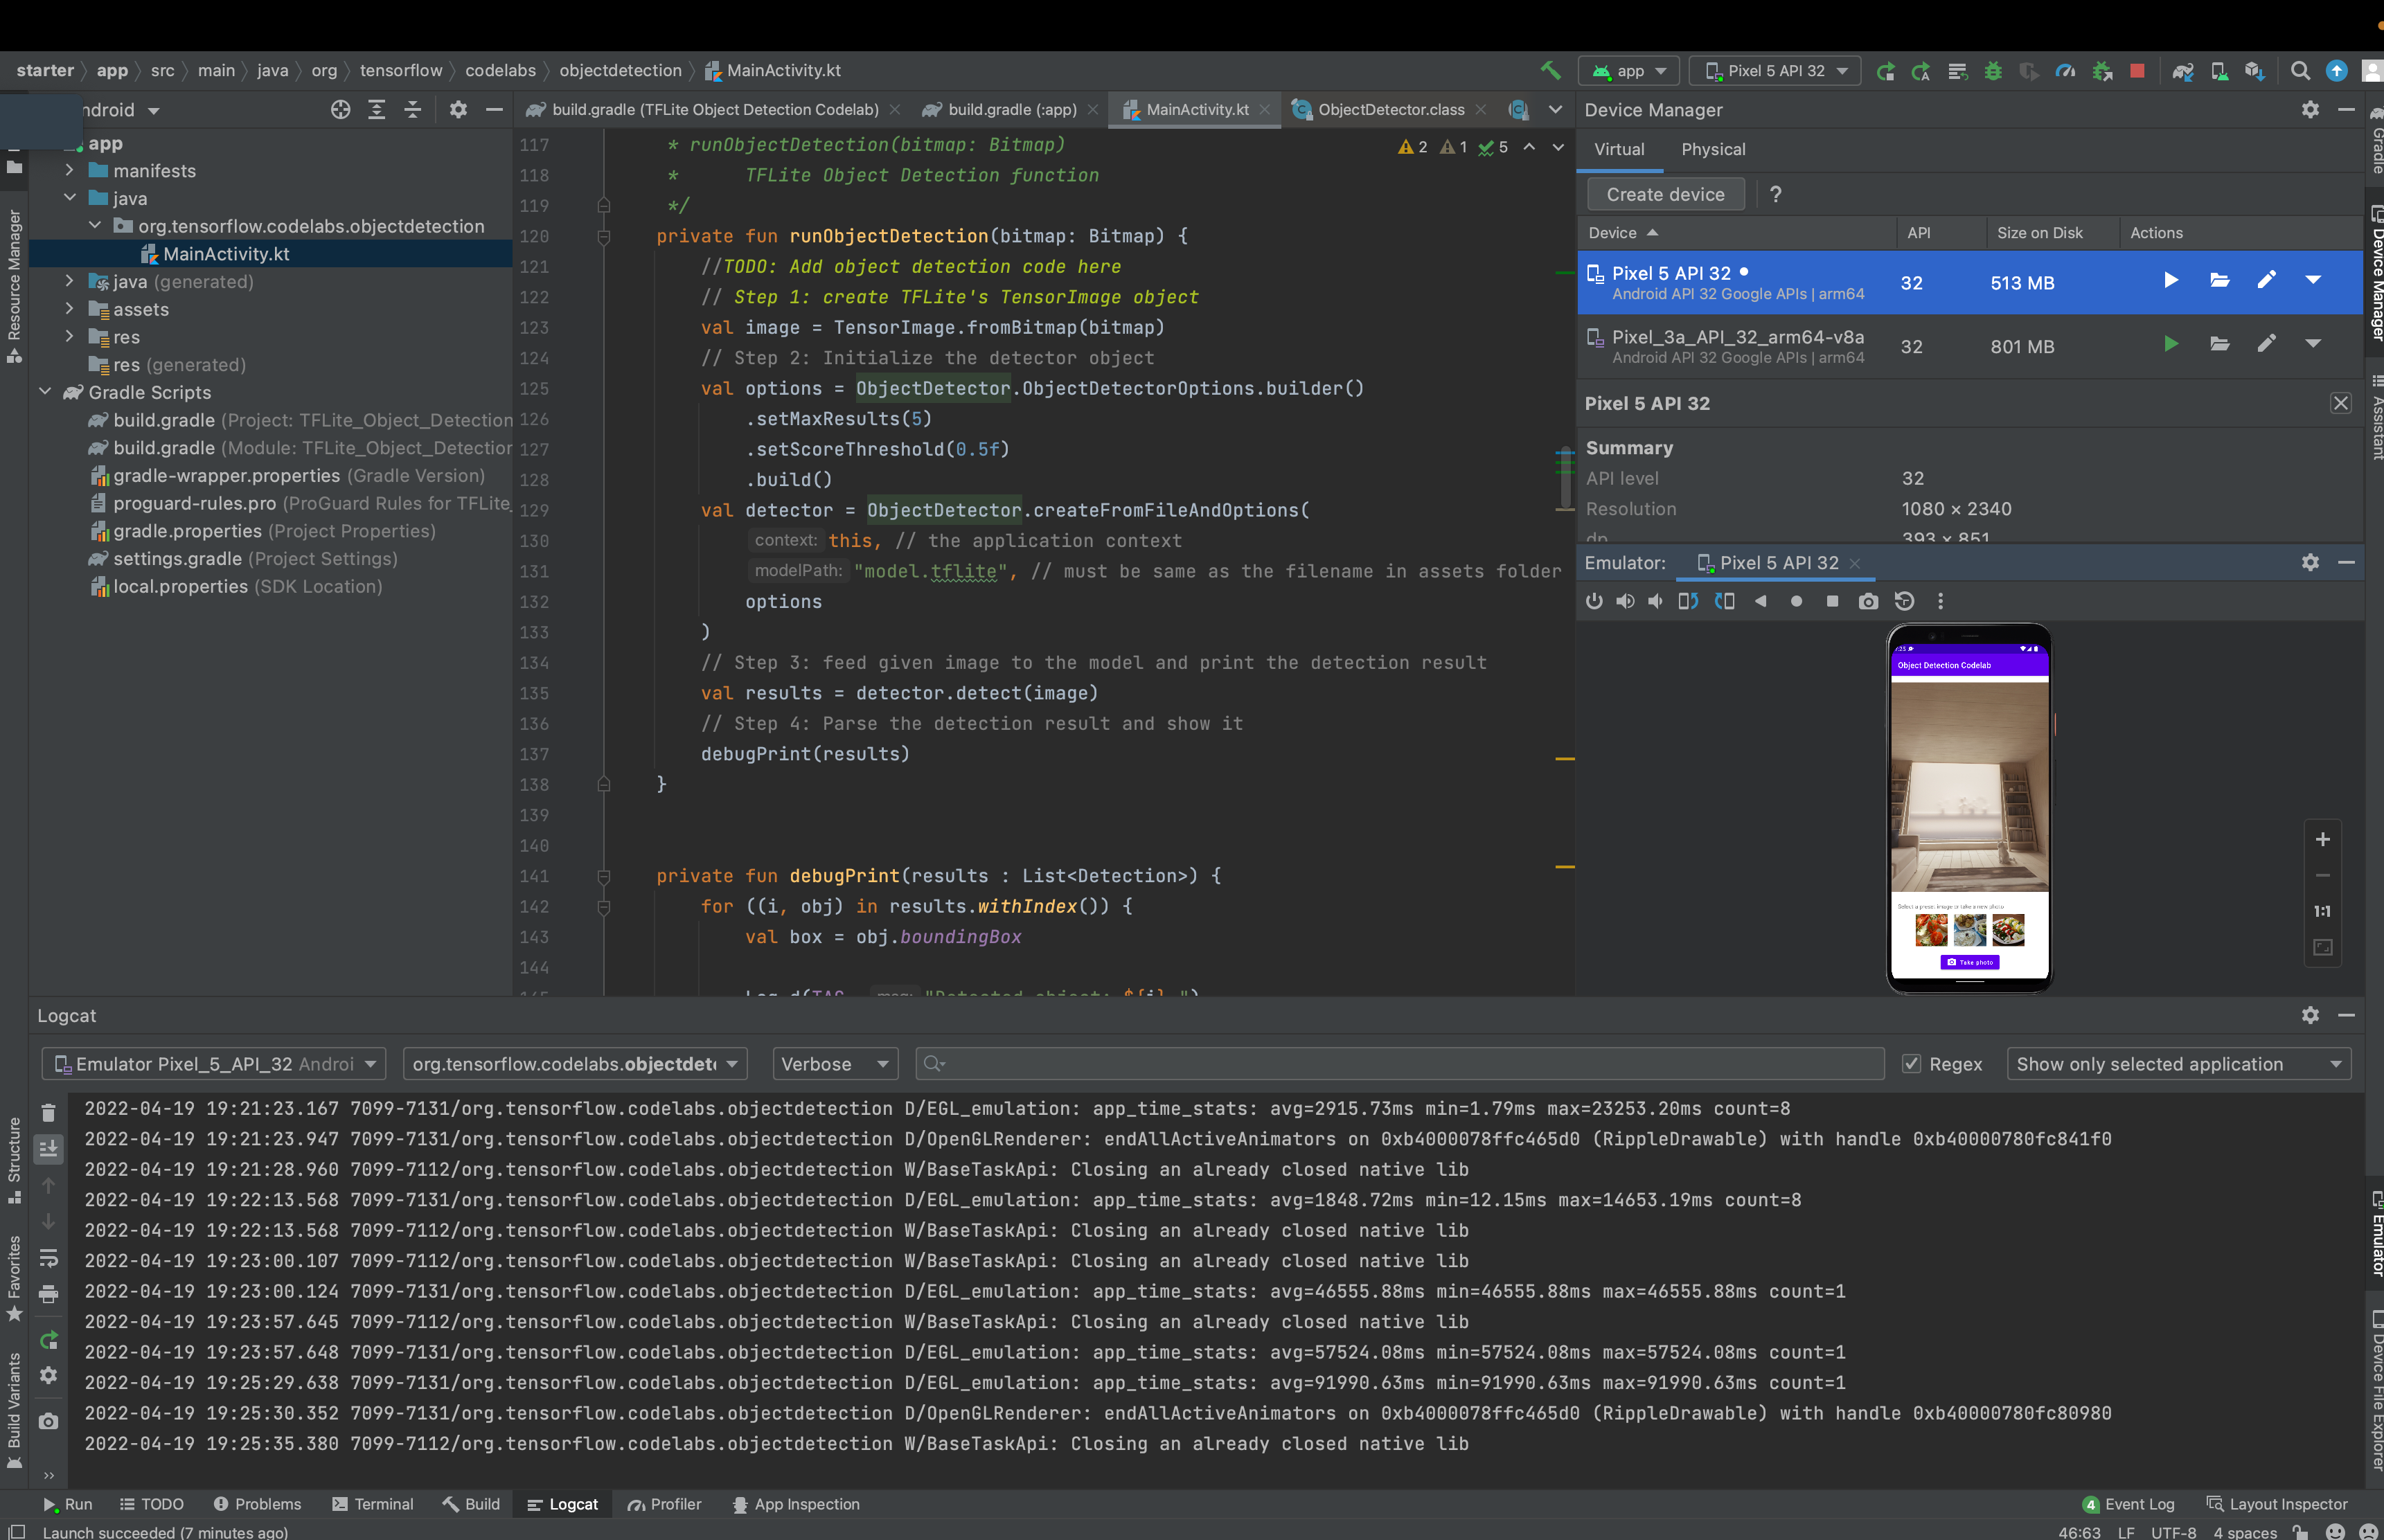 starter app src main java org tensorflow codelabs objectdetection MainActivity.kt
app
Pixel 5 API 32
ndroid
app
manifests
java
org.tensorflow.codelabs.objectdetection
MainActivity.kt
java (generated)
assets
res
res (generated)
Gradle Scripts
build.gradle (Project: TFLite_Object_Detection
build.gradle (Module: TFLite_Object_Detection
gradle-wrapper.properties (Gradle Version)
proguard-rules.pro (ProGuard Rules for TFLite_
gradle.properties (Project Properties)
settings.gradle (Project Settings)
local.properties (SDK Location)
Resource Manager
Structure
Favorites
Build Variants
build.gradle (TFLite Object Detection Codelab)
build.gradle (:app)
MainActivity.kt
ObjectDetector.class
2 1 5
117 * runObjectDetection(bitmap: Bitmap)
118 * TFLite Object Detection function
119 */
120 private fun runObjectDetection(bitmap: Bitmap) {
121 //TODO: Add object detection code here
122 // Step 1: create TFLite's TensorImage object
123 val image = TensorImage.fromBitmap(bitmap)
124 // Step 2: Initialize the detector object
125 val options = ObjectDetector.ObjectDetectorOptions.builder()
126 .setMaxResults(5)
127 .setScoreThreshold(0.5f)
128 .build()
129 val detector = ObjectDetector.createFromFileAndOptions(
130 context: this, // the application context
131 modelPath: "model.tflite", // must be same as the filename in assets folder
132 options
133 )
134 // Step 3: feed given image to the model and print the detection result
135 val results = detector.detect(image)
136 // Step 4: Parse the detection result and show it
137 debugPrint(results)
138 }
139
140
141 private fun debugPrint(results : List<Detection>) {
142 for ((i, obj) in results.withIndex()) {
143 val box = obj.boundingBox
144
Device Manager
Virtual Physical
Create device ?
Device API Size on Disk Actions
Pixel 5 API 32 32 513 MB
Android API 32 Google APIs | arm64
Pixel_3a_API_32_arm64-v8a 32 801 MB
Android API 32 Google APIs | arm64
Pixel 5 API 32
Summary
API level 32
Resolution 1080 × 2340
dp 393 × 851
Emulator: Pixel 5 API 32
Object Detection Codelab
Select a preset image or take a new photo
Take photo
1:1
Gradle
Device Manager
Assistant
Emulator
Device File Explorer
Logcat
Emulator Pixel_5_API_32 Androi
org.tensorflow.codelabs.objectdet
Verbose
Regex
Show only selected application
2022-04-19 19:21:23.167 7099-7131/org.tensorflow.codelabs.objectdetection D/EGL_emulation: app_time_stats: avg=2915.73ms min=1.79ms max=23253.20ms count=8
2022-04-19 19:21:23.947 7099-7131/org.tensorflow.codelabs.objectdetection D/OpenGLRenderer: endAllActiveAnimators on 0xb4000078ffc465d0 (RippleDrawable) with handle 0xb40000780fc841f0
2022-04-19 19:21:28.960 7099-7112/org.tensorflow.codelabs.objectdetection W/BaseTaskApi: Closing an already closed native lib
2022-04-19 19:22:13.568 7099-7131/org.tensorflow.codelabs.objectdetection D/EGL_emulation: app_time_stats: avg=1848.72ms min=12.15ms max=14653.19ms count=8
2022-04-19 19:22:13.568 7099-7112/org.tensorflow.codelabs.objectdetection W/BaseTaskApi: Closing an already closed native lib
2022-04-19 19:23:00.107 7099-7112/org.tensorflow.codelabs.objectdetection W/BaseTaskApi: Closing an already closed native lib
2022-04-19 19:23:00.124 7099-7131/org.tensorflow.codelabs.objectdetection D/EGL_emulation: app_time_stats: avg=46555.88ms min=46555.88ms max=46555.88ms count=1
2022-04-19 19:23:57.645 7099-7112/org.tensorflow.codelabs.objectdetection W/BaseTaskApi: Closing an already closed native lib
2022-04-19 19:23:57.648 7099-7131/org.tensorflow.codelabs.objectdetection D/EGL_emulation: app_time_stats: avg=57524.08ms min=57524.08ms max=57524.08ms count=1
2022-04-19 19:25:29.638 7099-7131/org.tensorflow.codelabs.objectdetection D/EGL_emulation: app_time_stats: avg=91990.63ms min=91990.63ms max=91990.63ms count=1
2022-04-19 19:25:30.352 7099-7131/org.tensorflow.codelabs.objectdetection D/OpenGLRenderer: endAllActiveAnimators on 0xb4000078ffc465d0 (RippleDrawable) with handle 0xb40000780fc80980
2022-04-19 19:25:35.380 7099-7112/org.tensorflow.codelabs.objectdetection W/BaseTaskApi: Closing an already closed native lib
Run TODO Problems Terminal Build Logcat Profiler App Inspection
4 Event Log Layout Inspector
Launch succeeded (7 minutes ago)
46:63 LF UTF-8 4 spaces